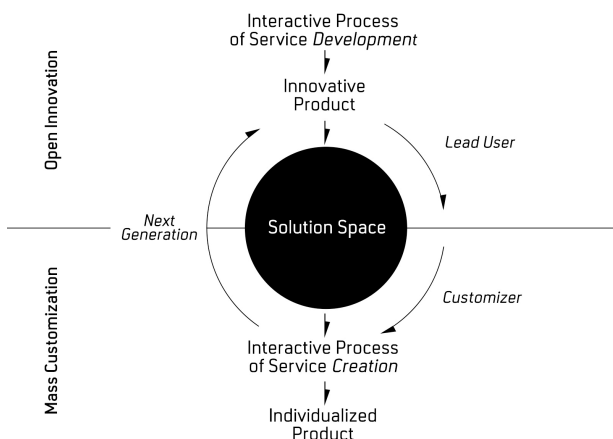 Interactive Process
of Service Development
Innovative
Product
Open Innovation
Lead User
Solution Space
Next
Generation
Customizer
Mass Customization
Interactive Process
of Service Creation
Individualized
Product